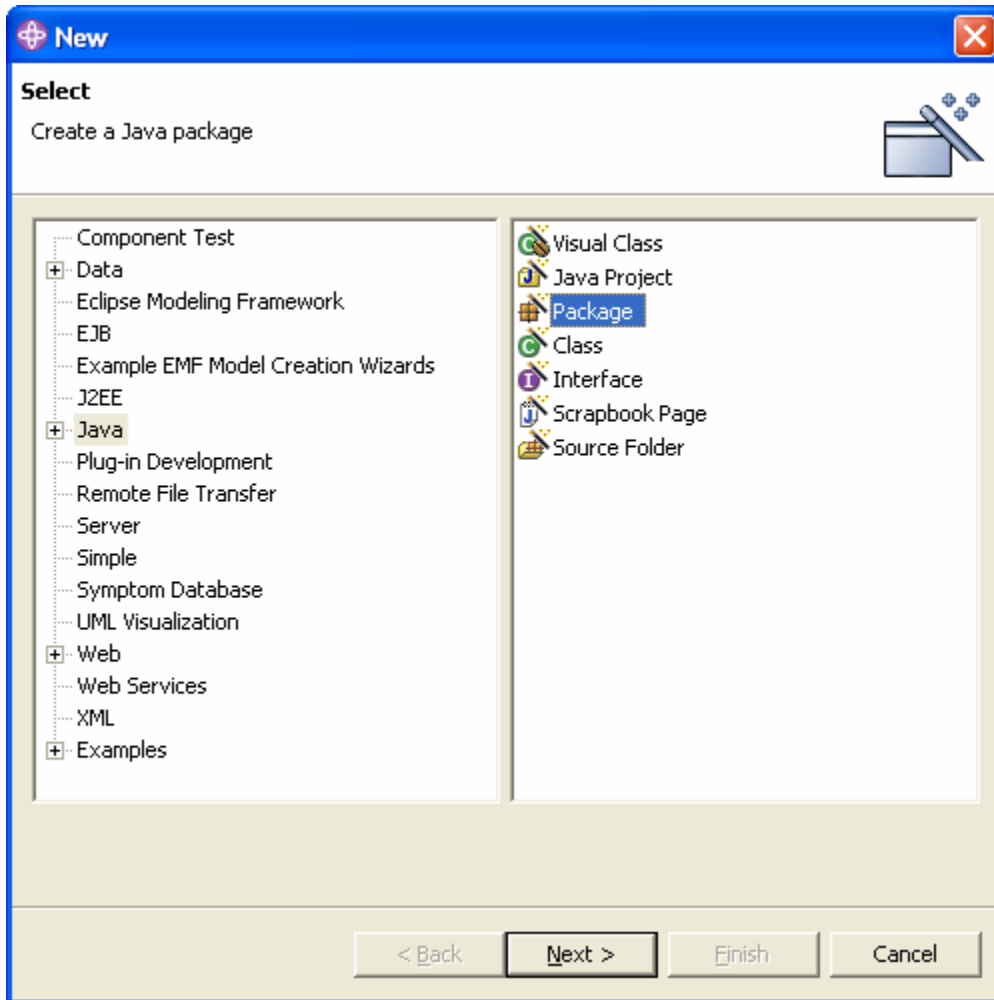 New
Select
Create a Java package
Component Test
Data
Eclipse Modeling Framework
EJB
Example EMF Model Creation Wizards
J2EE
Java
Plug-in Development
Remote File Transfer
Server
Simple
Symptom Database
UML Visualization
Web
Web Services
XML
Examples
Visual Class
Java Project
Package
Class
Interface
Scrapbook Page
Source Folder
< Back
Next >
Finish
Cancel